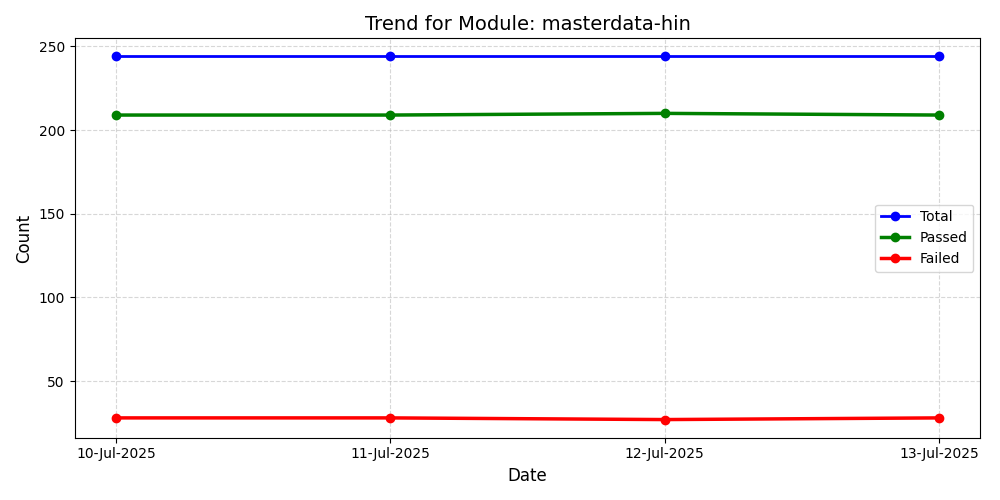 Trend for Module: masterdata-hin
250
200
150
100
50
Count
Total
Passed
Failed
10-Jul-2025
11-Jul-2025
12-Jul-2025
13-Jul-2025
Date